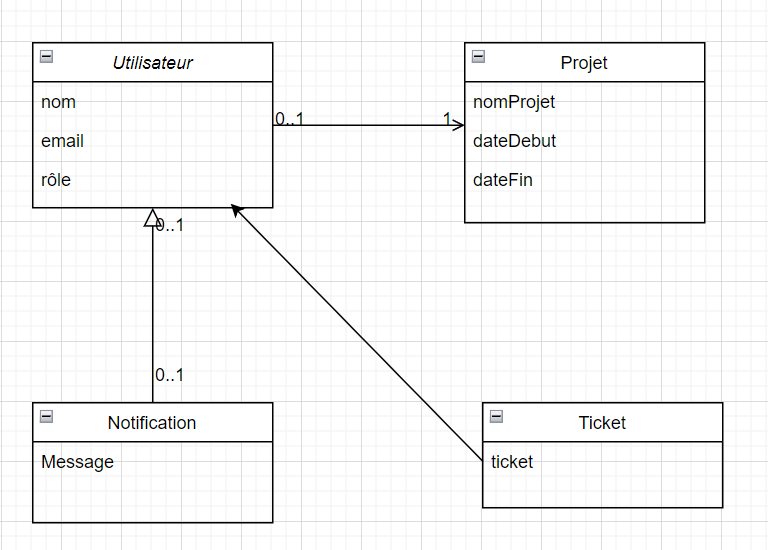 Utilisateur
nom
email
rôle
Projet
nomProjet
dateDebut
dateFin
0..1
1
0..1
0..1
Notification
Message
Ticket
ticket